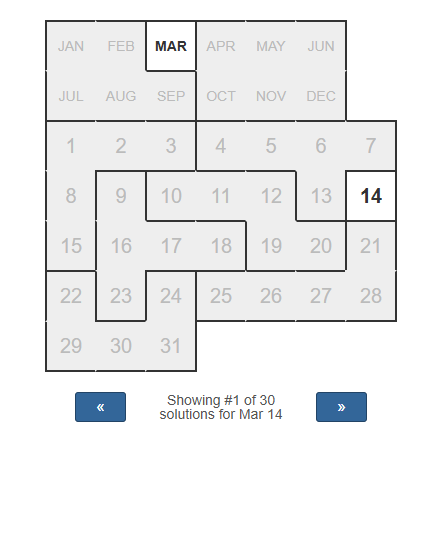 JAN FEB MAR APR MAY JUN
JUL AUG SEP OCT NOV DEC
1 2 3 4 5 6 7
8 9 10 11 12 13 14
15 16 17 18 19 20 21
22 23 24 25 26 27 28
29 30 31
« Showing #1 of 30 »
solutions for Mar 14